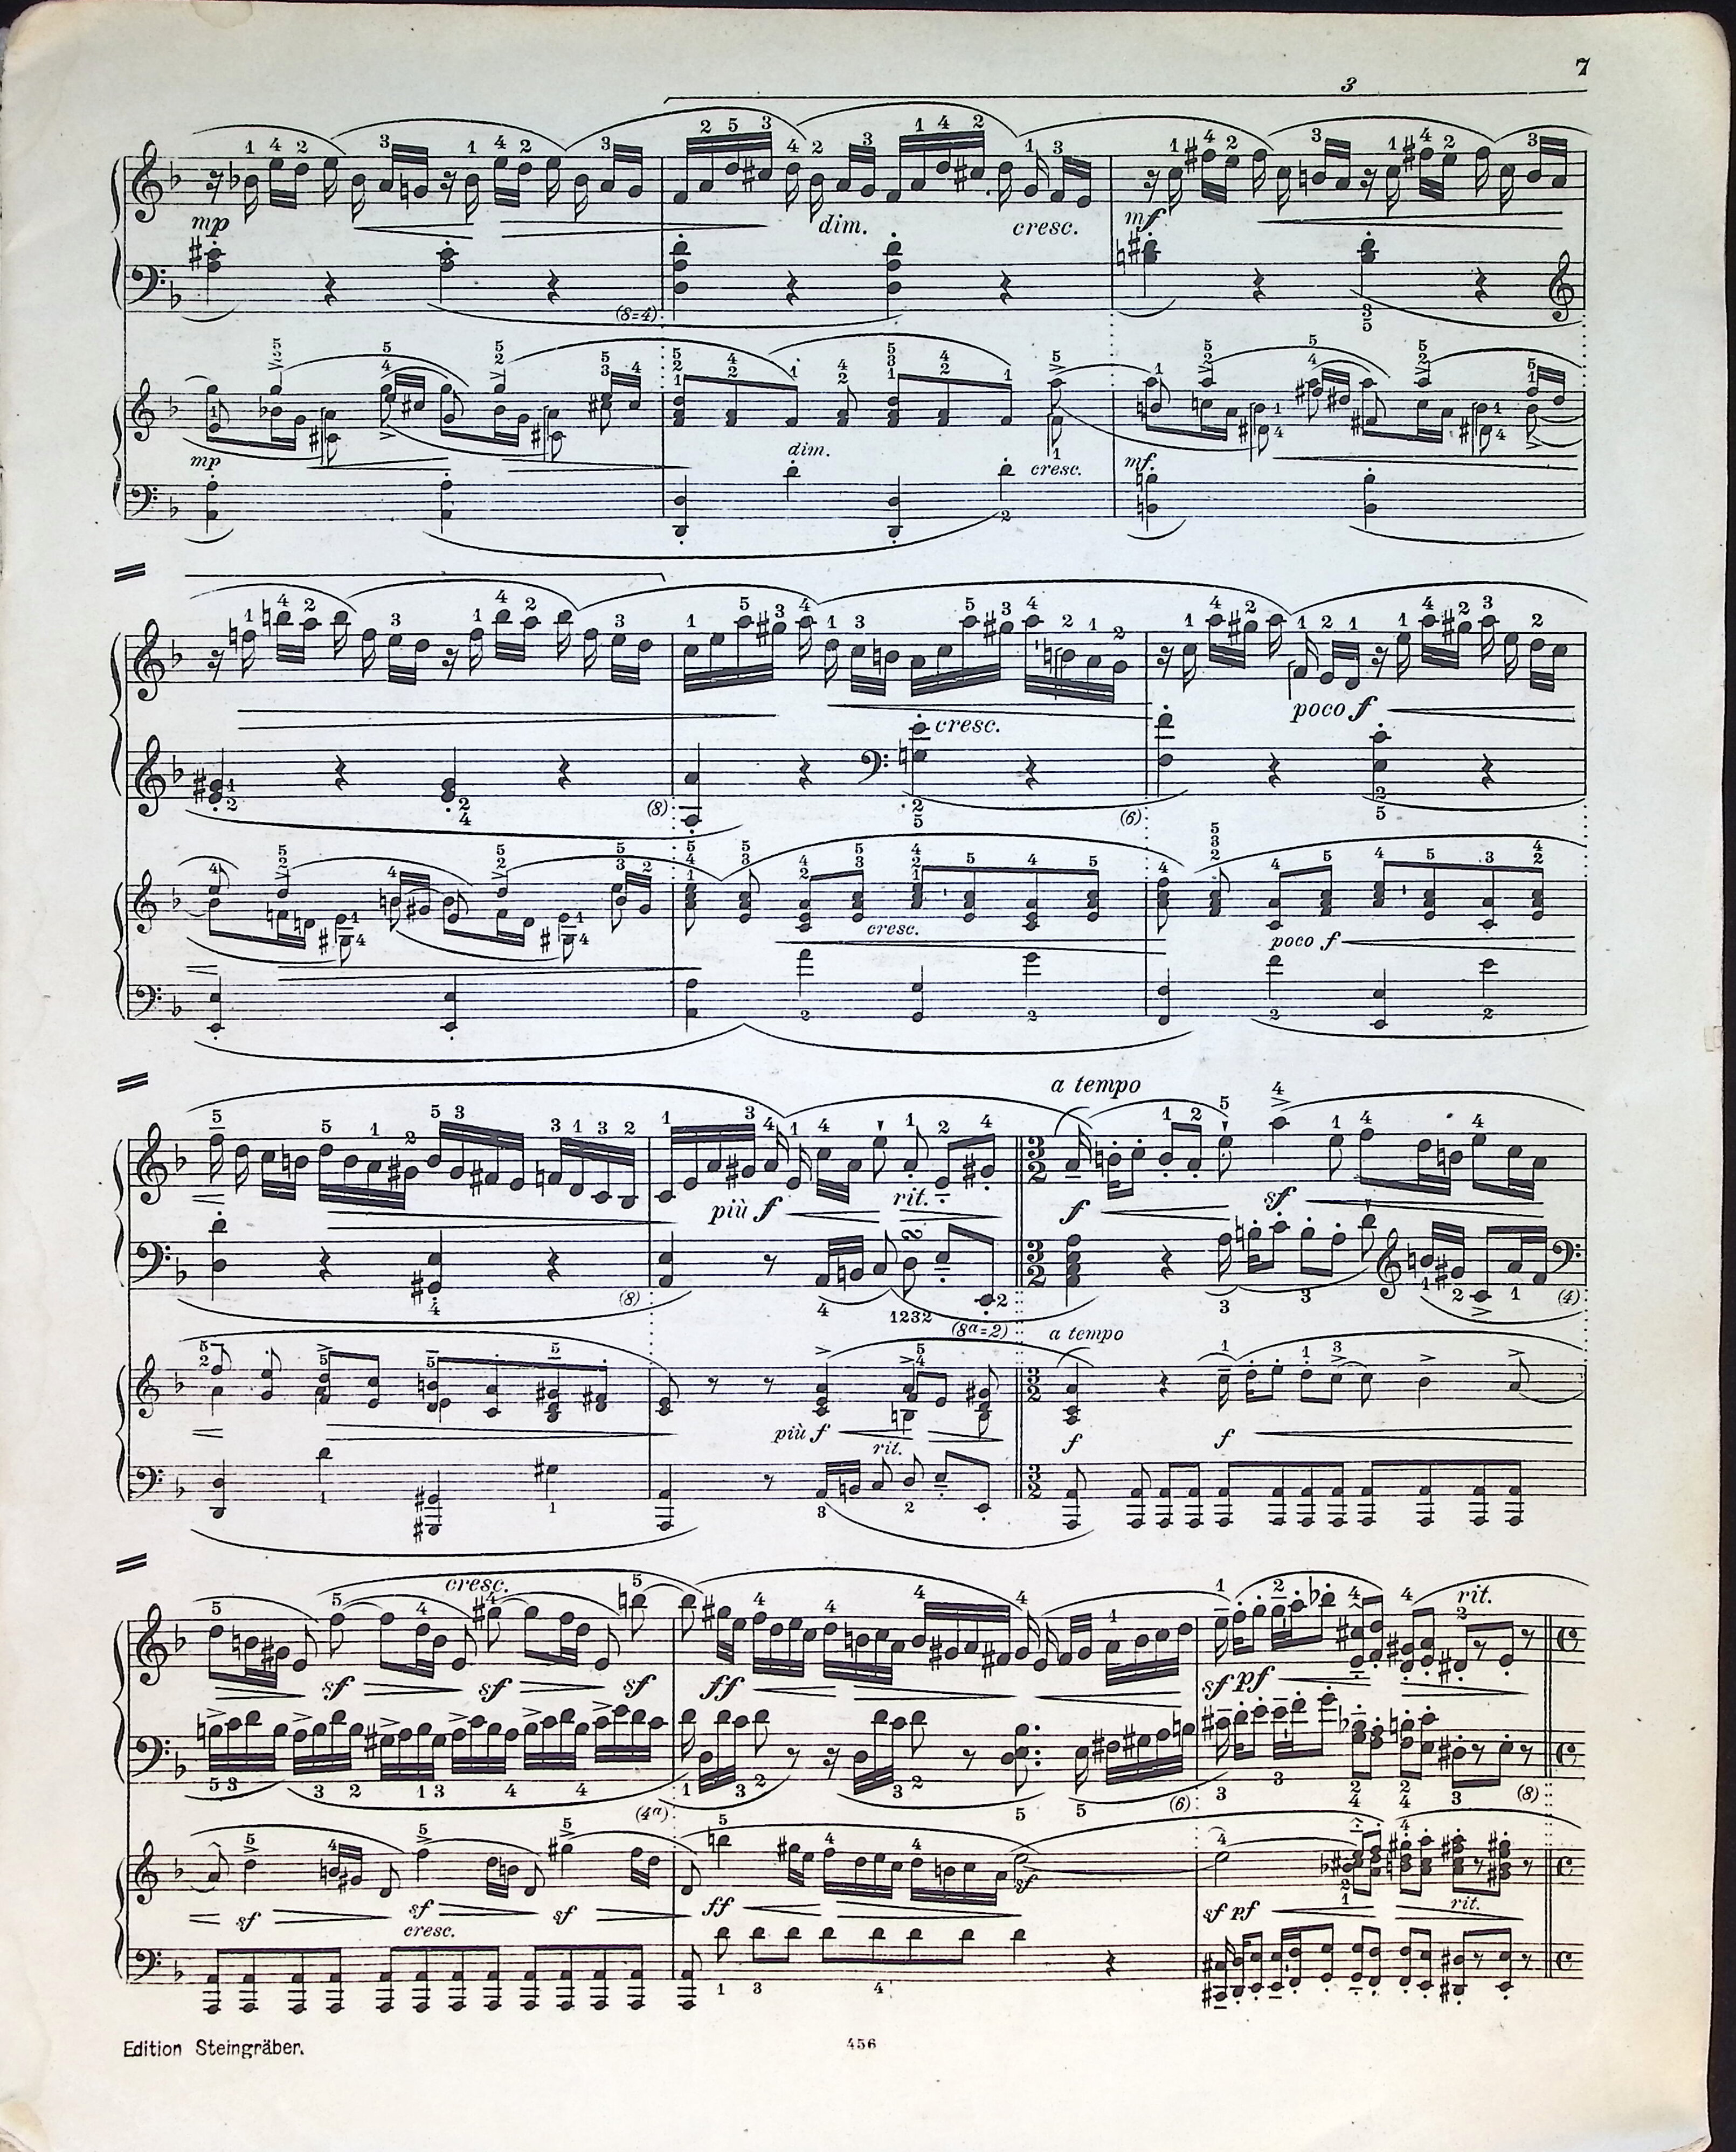 7
3
mp
dim.
cresc.
mf
(8=4)
mp
dim.
cresc.
mf
cresc.
poco f
(8)
(6)
cresc.
poco f
a tempo
più f
rit.
f
sf
(8)
(8a=2)
(4)
a tempo
più f
rit.
f
f
cresc.
rit.
sf
sf
sf
ff
sf pf
(4a)
(6)
(8)
sf
sf
cresc.
sf
ff
sf
sf pf
rit.
Edition Steingräber.
456